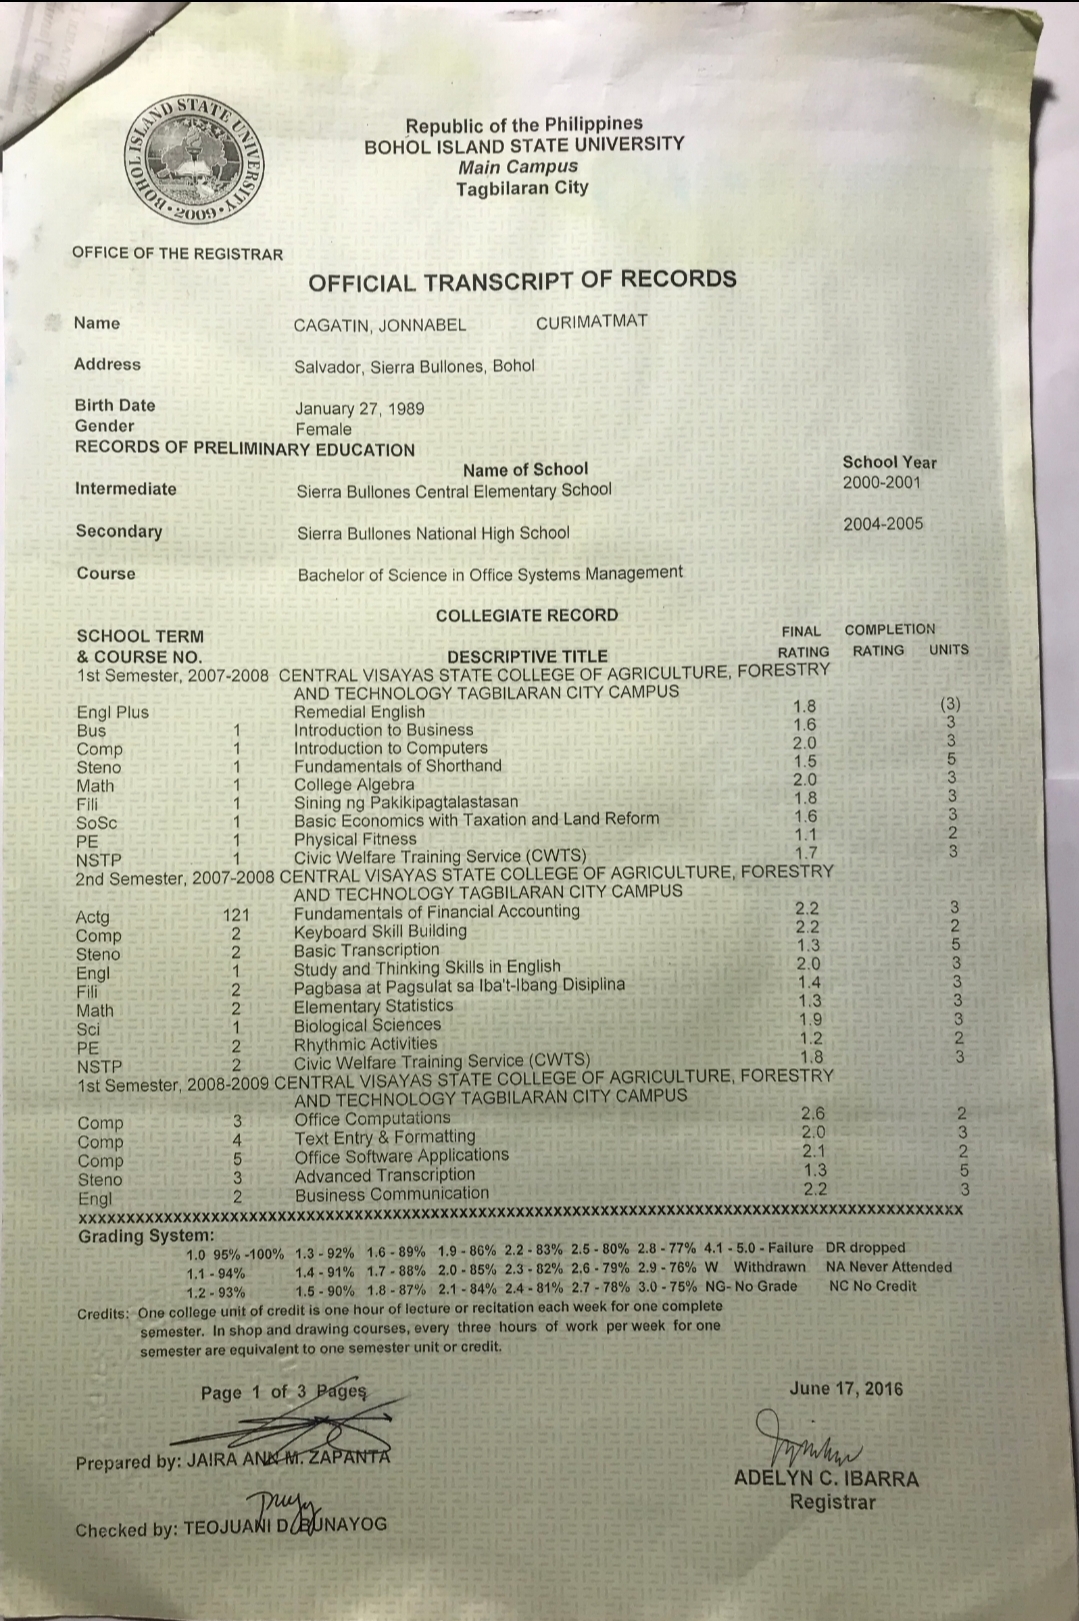 BOHOL ISLAND STATE UNIVERSITY
2009
Republic of the Philippines
BOHOL ISLAND STATE UNIVERSITY
Main Campus
Tagbilaran City
OFFICE OF THE REGISTRAR
OFFICIAL TRANSCRIPT OF RECORDS
Name CAGATIN, JONNABEL CURIMATMAT
Address Salvador, Sierra Bullones, Bohol
Birth Date January 27, 1989
Gender Female
RECORDS OF PRELIMINARY EDUCATION
Name of School School Year
Intermediate Sierra Bullones Central Elementary School 2000-2001
Secondary Sierra Bullones National High School 2004-2005
Course Bachelor of Science in Office Systems Management
COLLEGIATE RECORD
SCHOOL TERM FINAL COMPLETION
& COURSE NO. DESCRIPTIVE TITLE RATING RATING UNITS
1st Semester, 2007-2008 CENTRAL VISAYAS STATE COLLEGE OF AGRICULTURE, FORESTRY
AND TECHNOLOGY TAGBILARAN CITY CAMPUS
Engl Plus Remedial English 1.8 (3)
Bus 1 Introduction to Business 1.6 3
Comp 1 Introduction to Computers 2.0 3
Steno 1 Fundamentals of Shorthand 1.5 5
Math 1 College Algebra 2.0 3
Fili 1 Sining ng Pakikipagtalastasan 1.8 3
SoSc 1 Basic Economics with Taxation and Land Reform 1.6 3
PE 1 Physical Fitness 1.1 2
NSTP 1 Civic Welfare Training Service (CWTS) 1.7 3
2nd Semester, 2007-2008 CENTRAL VISAYAS STATE COLLEGE OF AGRICULTURE, FORESTRY
AND TECHNOLOGY TAGBILARAN CITY CAMPUS
Actg 121 Fundamentals of Financial Accounting 2.2 3
Comp 2 Keyboard Skill Building 2.2 2
Steno 2 Basic Transcription 1.3 5
Engl 1 Study and Thinking Skills in English 2.0 3
Fili 2 Pagbasa at Pagsulat sa Iba't-Ibang Disiplina 1.4 3
Math 2 Elementary Statistics 1.3 3
Sci 1 Biological Sciences 1.9 3
PE 2 Rhythmic Activities 1.2 2
NSTP 2 Civic Welfare Training Service (CWTS) 1.8 3
1st Semester, 2008-2009 CENTRAL VISAYAS STATE COLLEGE OF AGRICULTURE, FORESTRY
AND TECHNOLOGY TAGBILARAN CITY CAMPUS
Comp 3 Office Computations 2.6 2
Comp 4 Text Entry & Formatting 2.0 3
Comp 5 Office Software Applications 2.1 2
Steno 3 Advanced Transcription 1.3 5
Engl 2 Business Communication 2.2 3
xxxxxxxxxxxxxxxxxxxxxxxxxxxxxxxxxxxxxxxxxxxxxxxxxxxxxxxxxxxxxxxxxxxxxxxxxxxxxxxxxxxxxxxxxxxxx
Grading System:
1.0 95% -100% 1.3 - 92% 1.6 - 89% 1.9 - 86% 2.2 - 83% 2.5 - 80% 2.8 - 77% 4.1 - 5.0 - Failure DR dropped
1.1 - 94% 1.4 - 91% 1.7 - 88% 2.0 - 85% 2.3 - 82% 2.6 - 79% 2.9 - 76% W Withdrawn NA Never Attended
1.2 - 93% 1.5 - 90% 1.8 - 87% 2.1 - 84% 2.4 - 81% 2.7 - 78% 3.0 - 75% NG- No Grade NC No Credit
Credits: One college unit of credit is one hour of lecture or recitation each week for one complete
semester. In shop and drawing courses, every three hours of work per week for one
semester are equivalent to one semester unit or credit.
Page 1 of 3 Pages June 17, 2016
Prepared by: JAIRA ANN M. ZAPANTA
ADELYN C. IBARRA
Registrar
Checked by: TEOJUANI D. BUNAYOG